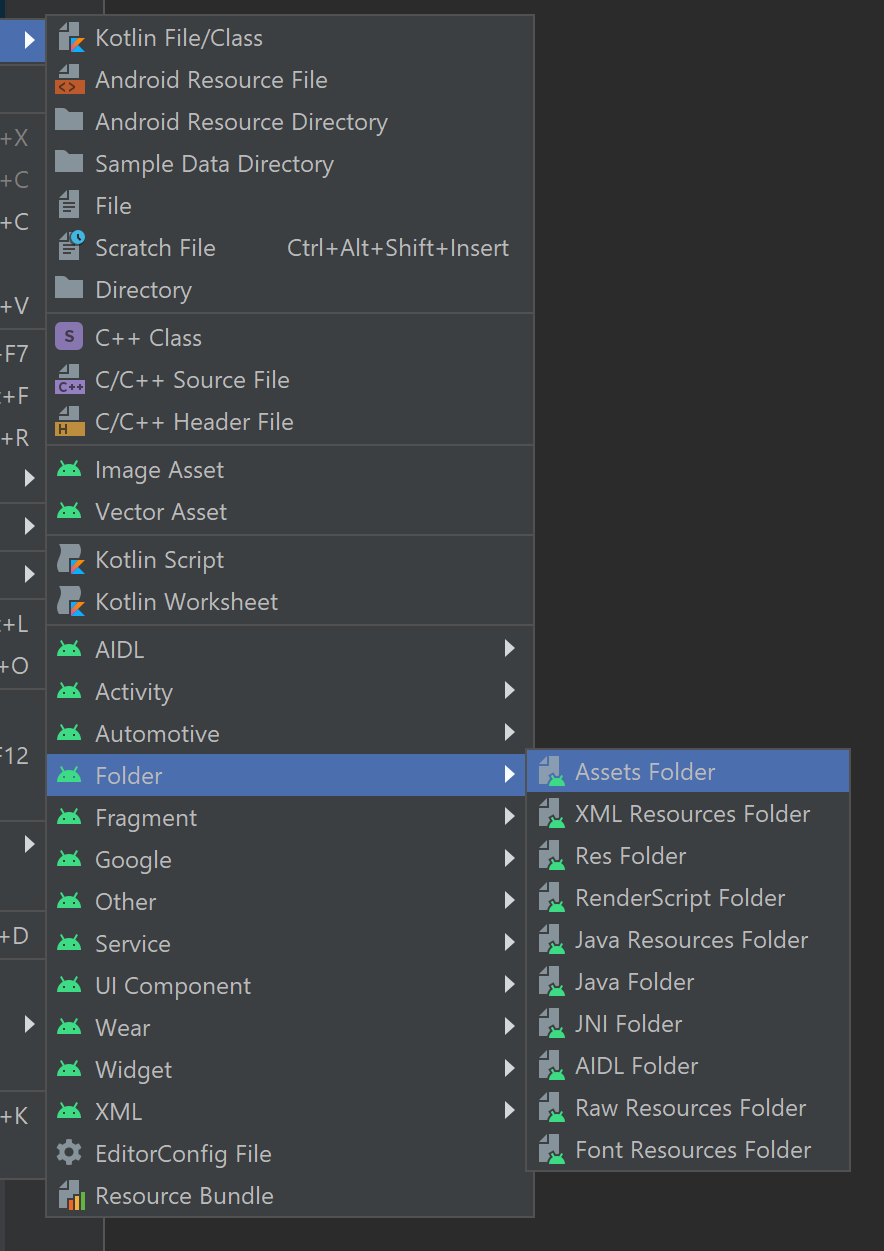 Kotlin File/Class
Android Resource File
Android Resource Directory
+X
Sample Data Directory
+C
File
+C
Scratch File Ctrl+Alt+Shift+Insert
Directory
+V
C++ Class
F7
C/C++ Source File
+F
C/C++ Header File
+R
Image Asset
Vector Asset
Kotlin Script
Kotlin Worksheet
+L
AIDL
+O
Activity
Automotive
F12
Folder
Assets Folder
Fragment
XML Resources Folder
Google
Res Folder
Other
RenderScript Folder
+D
Service
Java Resources Folder
UI Component
Java Folder
Wear
JNI Folder
Widget
AIDL Folder
XML
Raw Resources Folder
+K
EditorConfig File
Font Resources Folder
Resource Bundle
S
C++
H